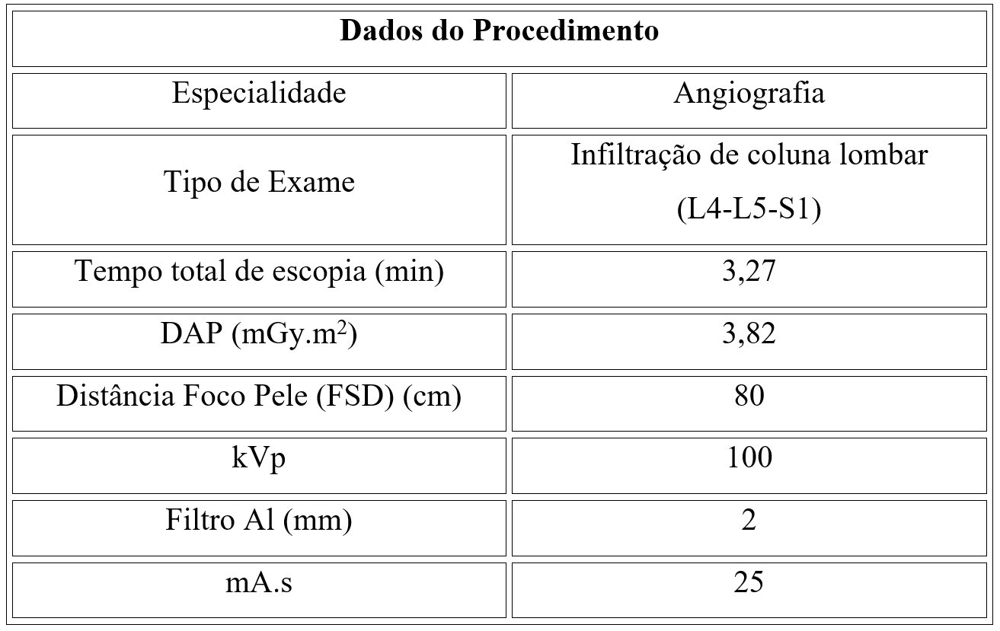 Dados do Procedimento
Especialidade
Angiografia
Tipo de Exame
Infiltração de coluna lombar
(L4-L5-S1)
Tempo total de escopia (min)
3,27
DAP (mGy.m²)
3,82
Distância Foco Pele (FSD) (cm)
80
kVp
100
Filtro Al (mm)
2
mA.s
25